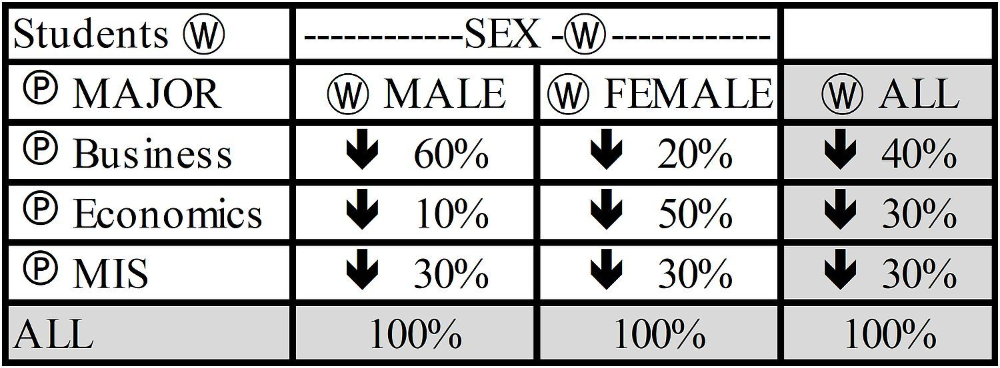 Students Ⓦ ------------SEX -Ⓦ------------
Ⓟ MAJOR Ⓦ MALE Ⓦ FEMALE Ⓦ ALL
Ⓟ Business 🡇 60% 🡇 20% 🡇 40%
Ⓟ Economics 🡇 10% 🡇 50% 🡇 30%
Ⓟ MIS 🡇 30% 🡇 30% 🡇 30%
ALL 100% 100% 100%